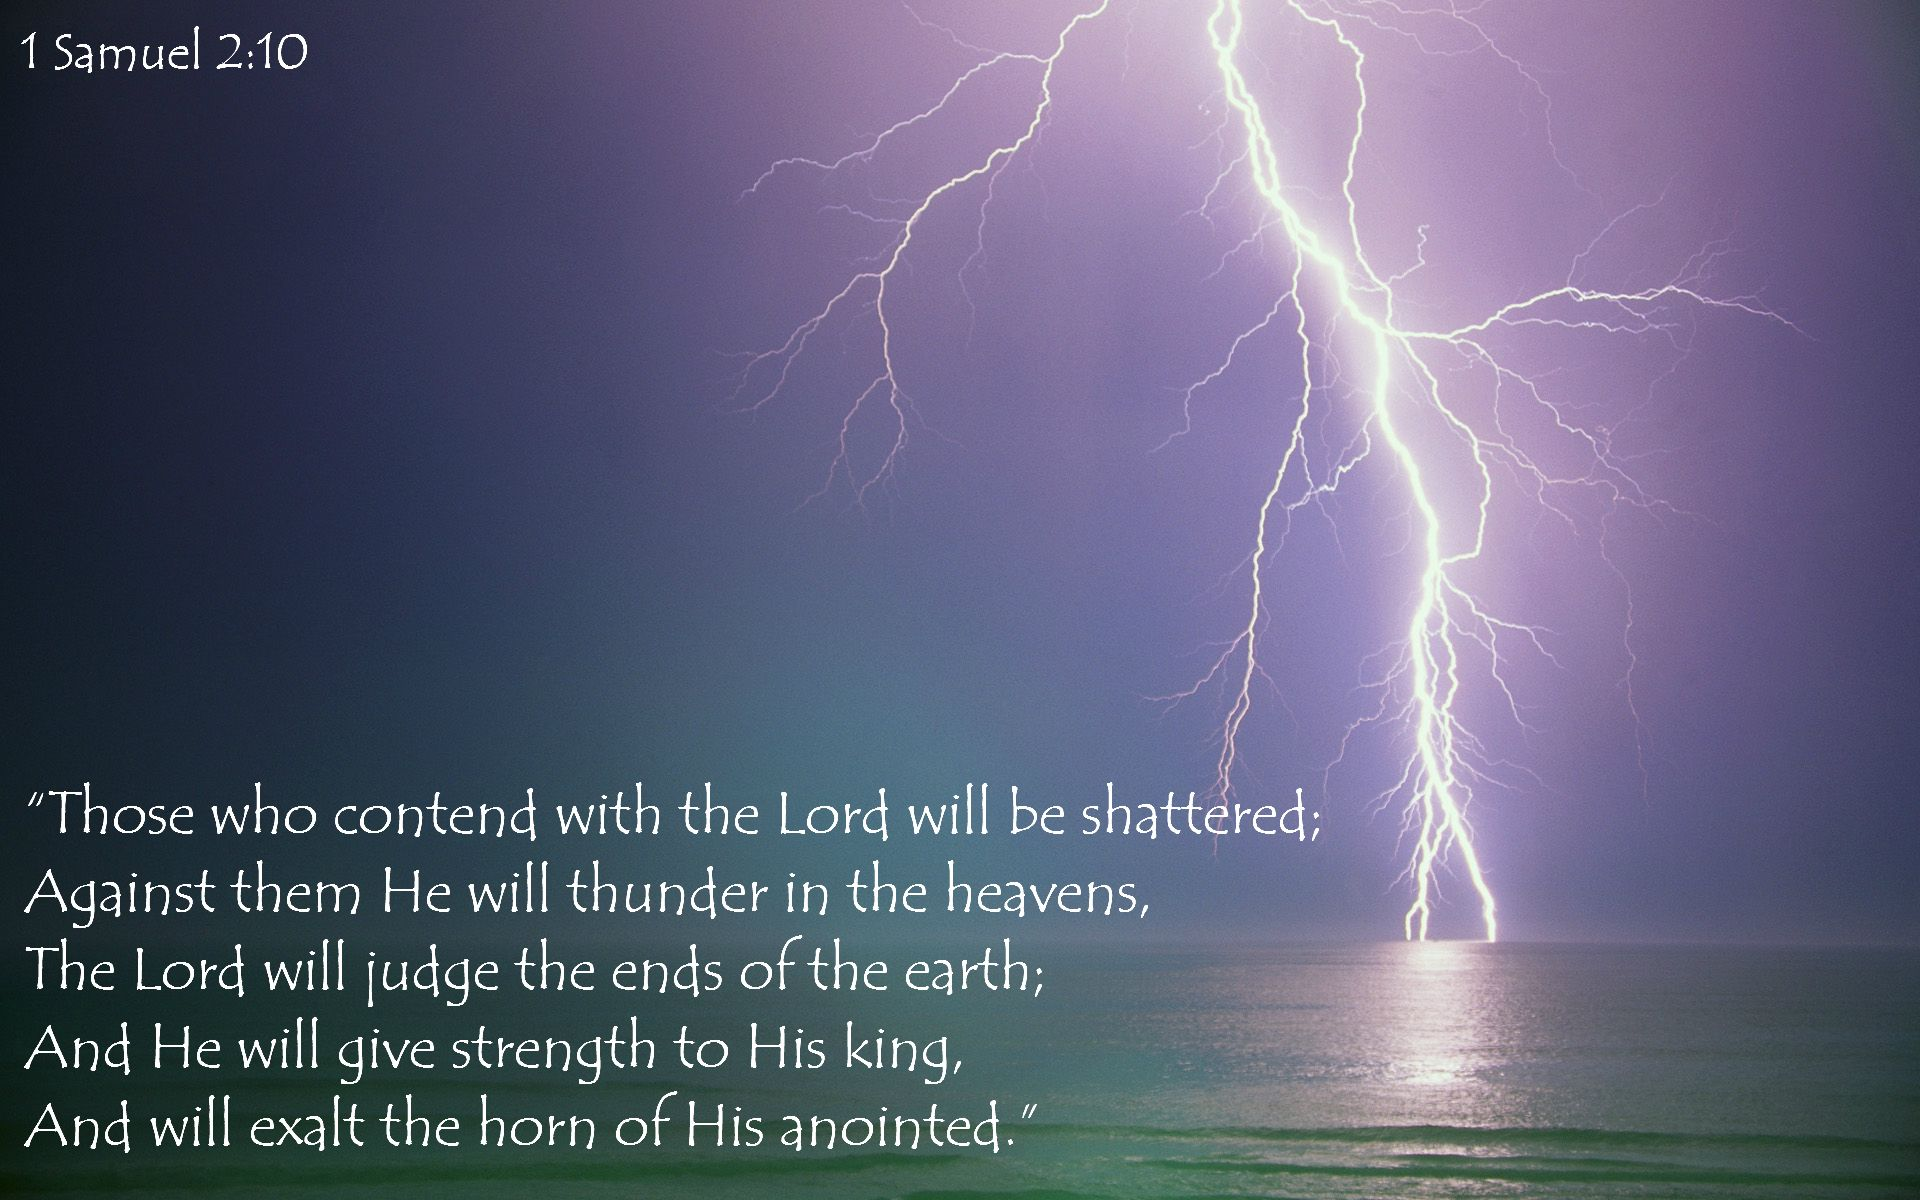 1 Samuel 2:10
“Those who contend with the Lord will be shattered;
Against them He will thunder in the heavens,
The Lord will judge the ends of the earth;
And He will give strength to His king,
And will exalt the horn of His anointed.”